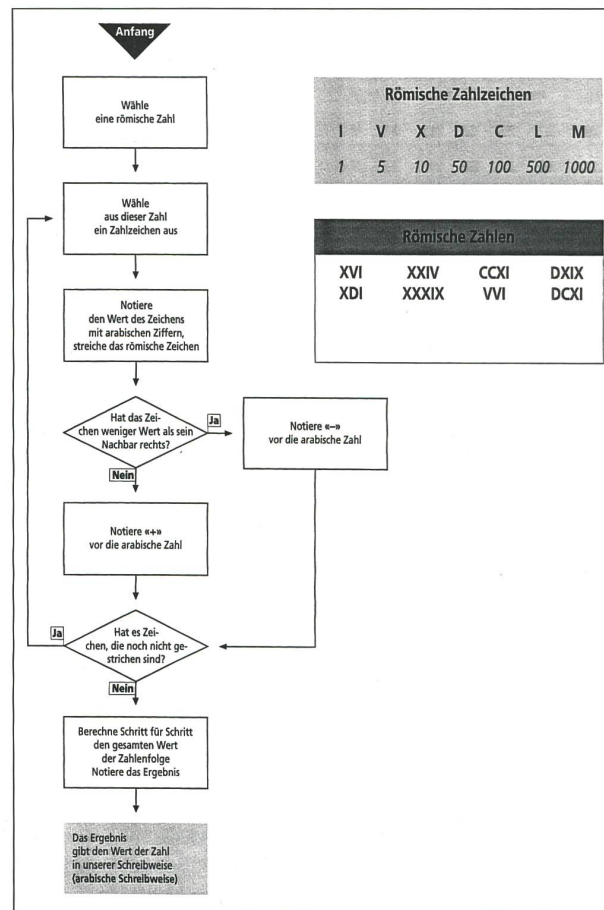 Anfang
Wähle
eine römische Zahl
Wähle
aus dieser Zahl
ein Zahlzeichen aus
Notiere
den Wert des Zeichens
mit arabischen Ziffern,
streiche das römische Zeichen
Hat das Zei-
chen weniger Wert als sein
Nachbar rechts?
Ja
Notiere «–»
vor die arabische Zahl
Nein
Notiere «+»
vor die arabische Zahl
Hat es Zei-
chen, die noch nicht ge-
strichen sind?
Ja
Nein
Berechne Schritt für Schritt
den gesamten Wert
der Zahlenfolge
Notiere das Ergebnis
Das Ergebnis
gibt den Wert der Zahl
in unserer Schreibweise
(arabische Schreibweise)
Römische Zahlzeichen
I V X D C L M
1 5 10 50 100 500 1000
Römische Zahlen
XVI XXIV CCXI DXIX
XDI XXXIX VVI DCXI